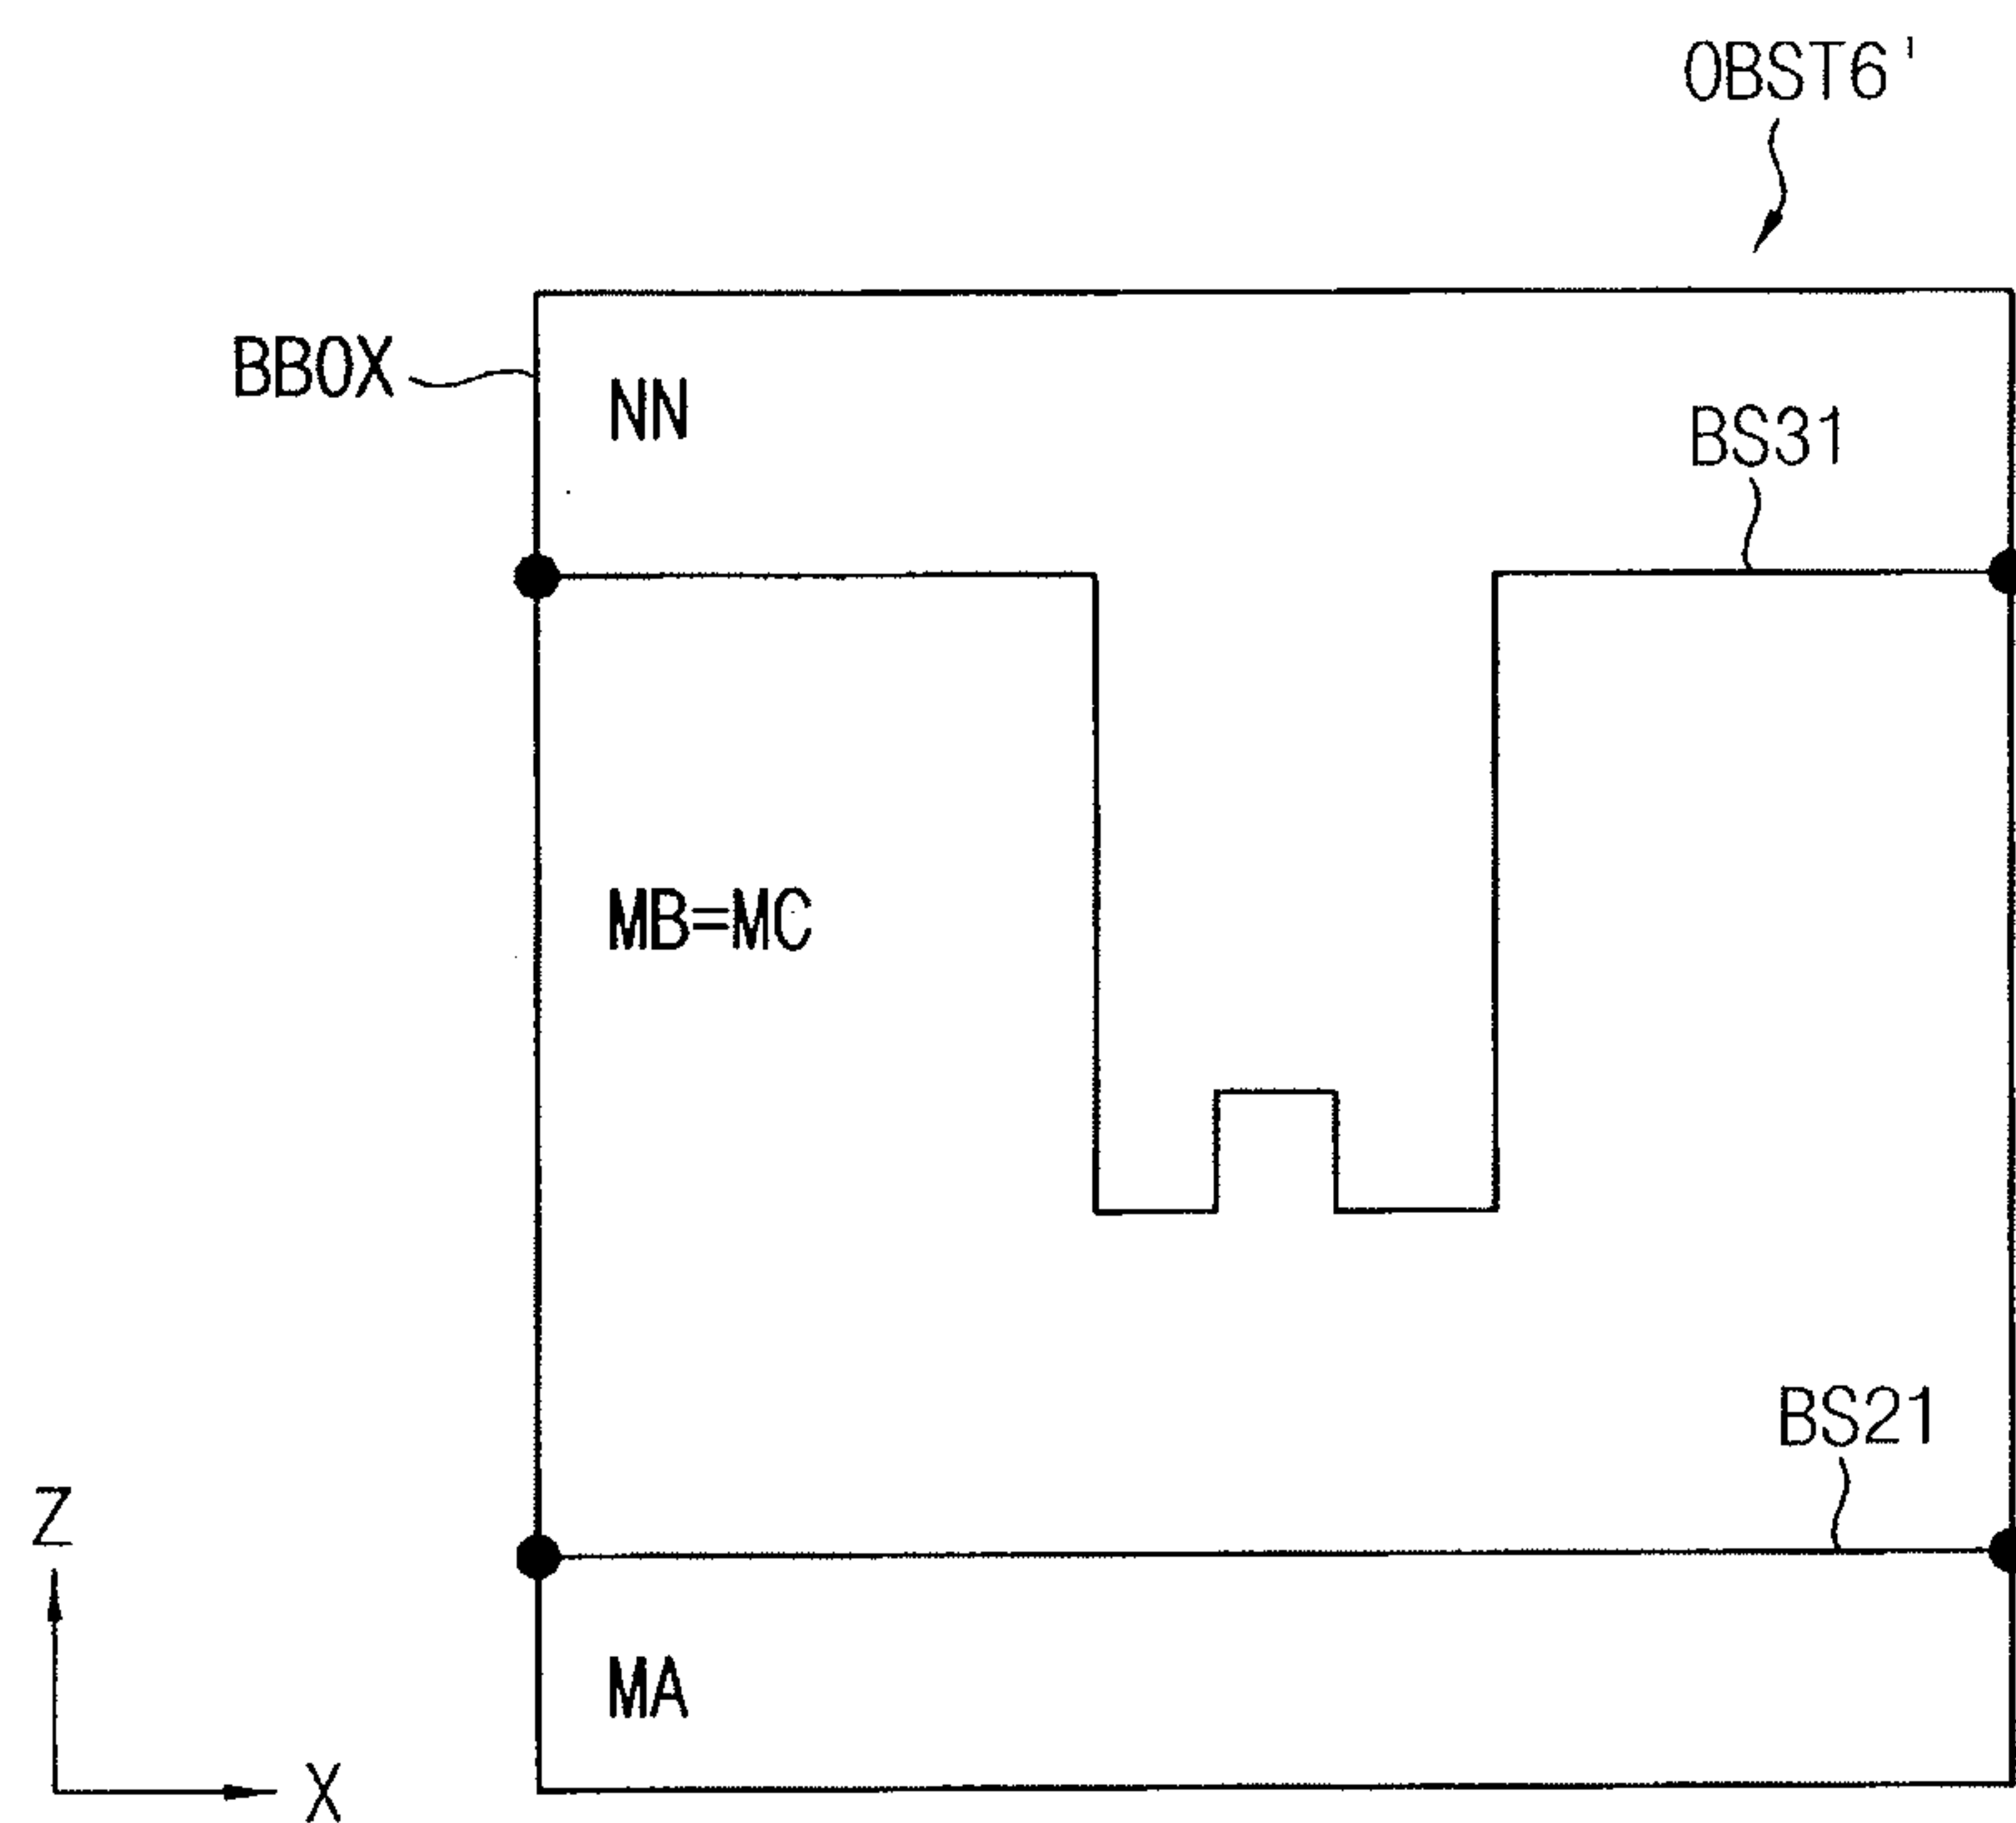 OBST6'
BBOX
NN
BS31
MB=MC
BS21
Z
MA
X